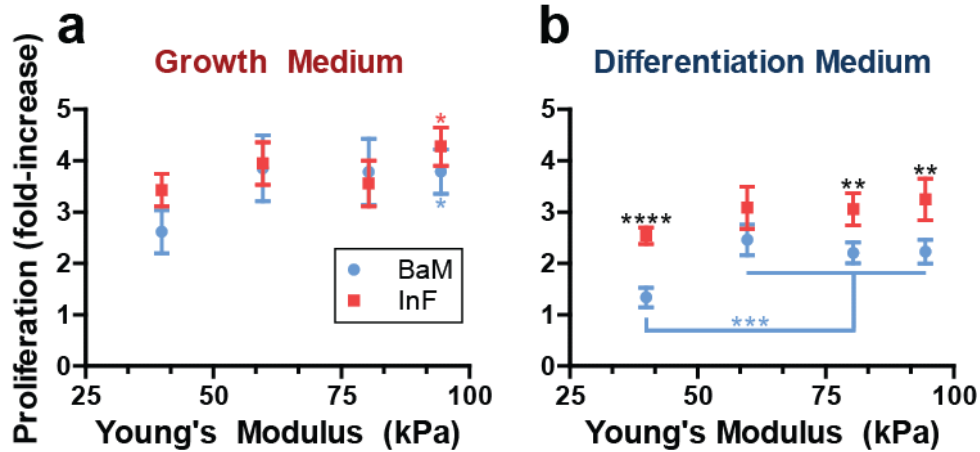 a
Growth Medium
b
Differentiation Medium
Proliferation (fold-increase)
5
4
3
2
1
0
*
*
BaM
InF
25 50 75 100
Young's Modulus (kPa)
5
4
3
2
1
0
****
**
**
***
25 50 75 100
Young's Modulus (kPa)